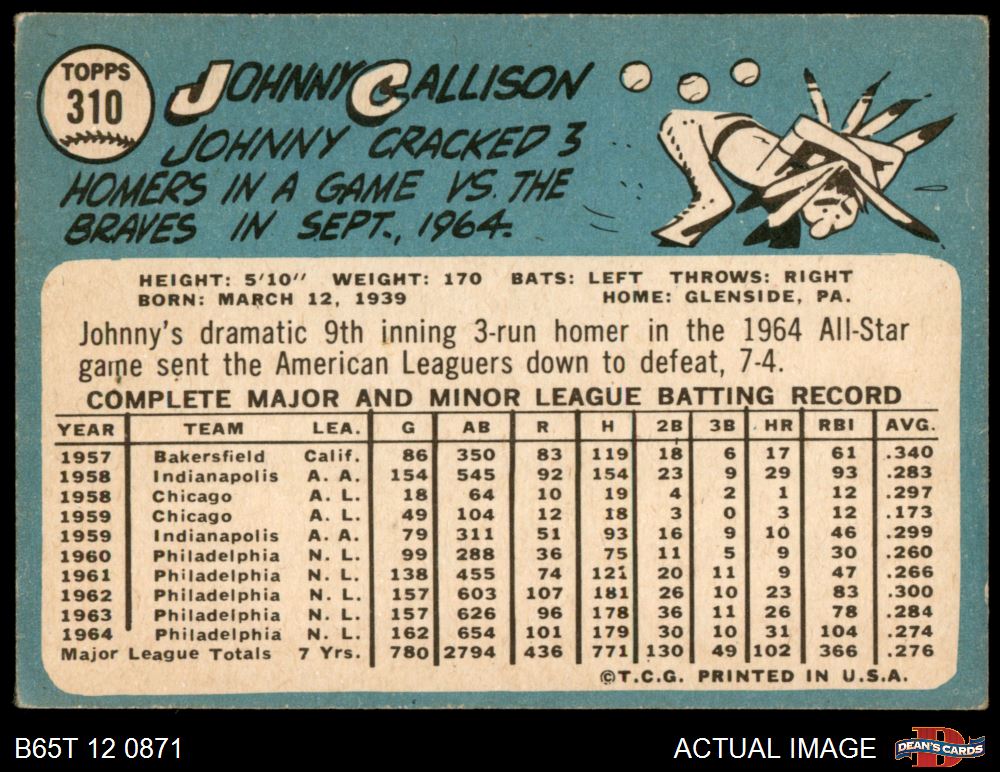 TOPPS
310
JOHNNY CALLISON
JOHNNY CRACKED 3
HOMERS IN A GAME VS. THE
BRAVES IN SEPT., 1964.
HEIGHT: 5'10" WEIGHT: 170 BATS: LEFT THROWS: RIGHT
BORN: MARCH 12, 1939 HOME: GLENSIDE, PA.
Johnny's dramatic 9th inning 3-run homer in the 1964 All-Star
game sent the American Leaguers down to defeat, 7-4.
COMPLETE MAJOR AND MINOR LEAGUE BATTING RECORD
YEAR TEAM LEA. G AB R H 2B 3B HR RBI AVG.
1957 Bakersfield Calif. 86 350 83 119 18 6 17 61 .340
1958 Indianapolis A. A. 154 545 92 154 23 9 29 93 .283
1958 Chicago A. L. 18 64 10 19 4 2 1 12 .297
1959 Chicago A. L. 49 104 12 18 3 0 3 12 .173
1959 Indianapolis A. A. 79 311 51 93 16 9 10 46 .299
1960 Philadelphia N. L. 99 288 36 75 11 5 9 30 .260
1961 Philadelphia N. L. 138 455 74 121 20 11 9 47 .266
1962 Philadelphia N. L. 157 603 107 181 26 10 23 83 .300
1963 Philadelphia N. L. 157 626 96 178 36 11 26 78 .284
1964 Philadelphia N. L. 162 654 101 179 30 10 31 104 .274
Major League Totals 7 Yrs. 780 2794 436 771 130 49 102 366 .276
©T.C.G. PRINTED IN U.S.A.
B65T 12 0871 ACTUAL IMAGE
D
DEAN'S CARDS